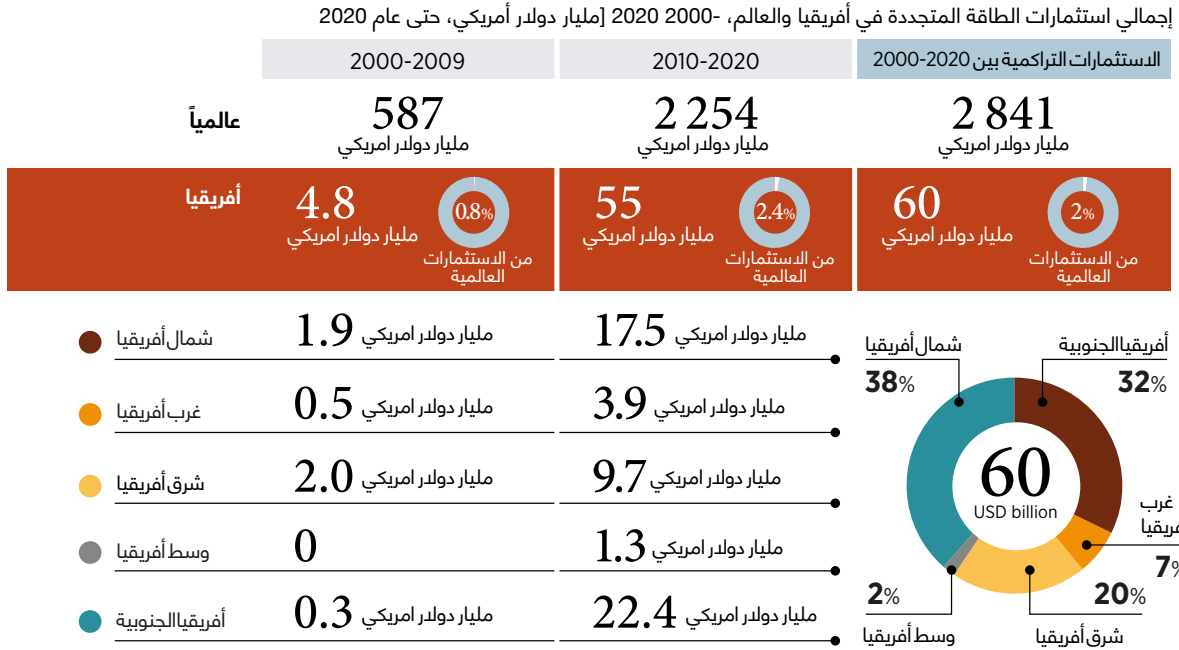 إجمالي استثمارات الطاقة المتجددة في أفريقيا والعالم، -2000 2020 [مليار دولار أمريكي، حتى عام 2020
الاستثمارات التراكمية بين 2020-2000
2010-2020
2000-2009
عالمياً
587
مليار دولار امريكي
2 254
مليار دولار امريكي
2 841
مليار دولار امريكي
أفريقيا
4.8
مليار دولار امريكي
0.8%
من الاستثمارات
العالمية
55
مليار دولار امريكي
2.4%
من الاستثمارات
العالمية
60
مليار دولار امريكي
2%
من الاستثمارات
العالمية
شمال أفريقيا
1.9 مليار دولار امريكي
17.5 مليار دولار امريكي
غرب أفريقيا
0.5 مليار دولار امريكي
3.9 مليار دولار امريكي
شرق أفريقيا
2.0 مليار دولار امريكي
9.7 مليار دولار امريكي
وسط أفريقيا
0
1.3 مليار دولار امريكي
أفريقيا الجنوبية
0.3 مليار دولار امريكي
22.4 مليار دولار امريكي
أفريقيا الجنوبية
32%
شمال أفريقيا
38%
60
USD billion
غرب
فريقيا
7%
20%
شرق أفريقيا
2%
وسط أفريقيا